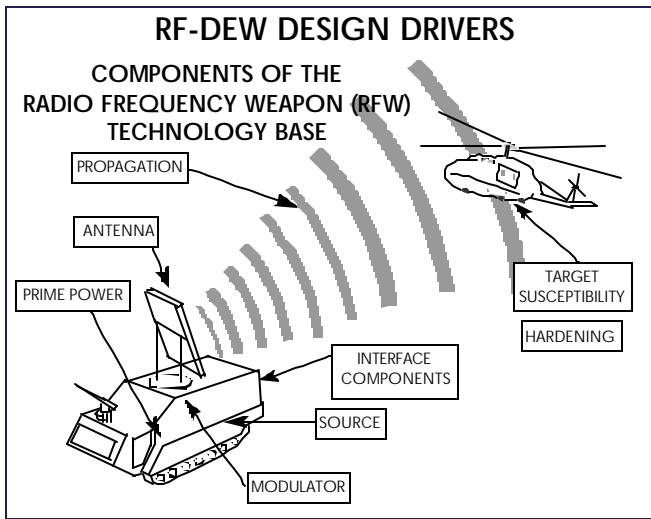 RF-DEW DESIGN DRIVERS
COMPONENTS OF THE
RADIO FREQUENCY WEAPON (RFW)
TECHNOLOGY BASE
PROPAGATION
ANTENNA
PRIME POWER
TARGET
SUSCEPTIBILITY
HARDENING
INTERFACE
COMPONENTS
SOURCE
MODULATOR